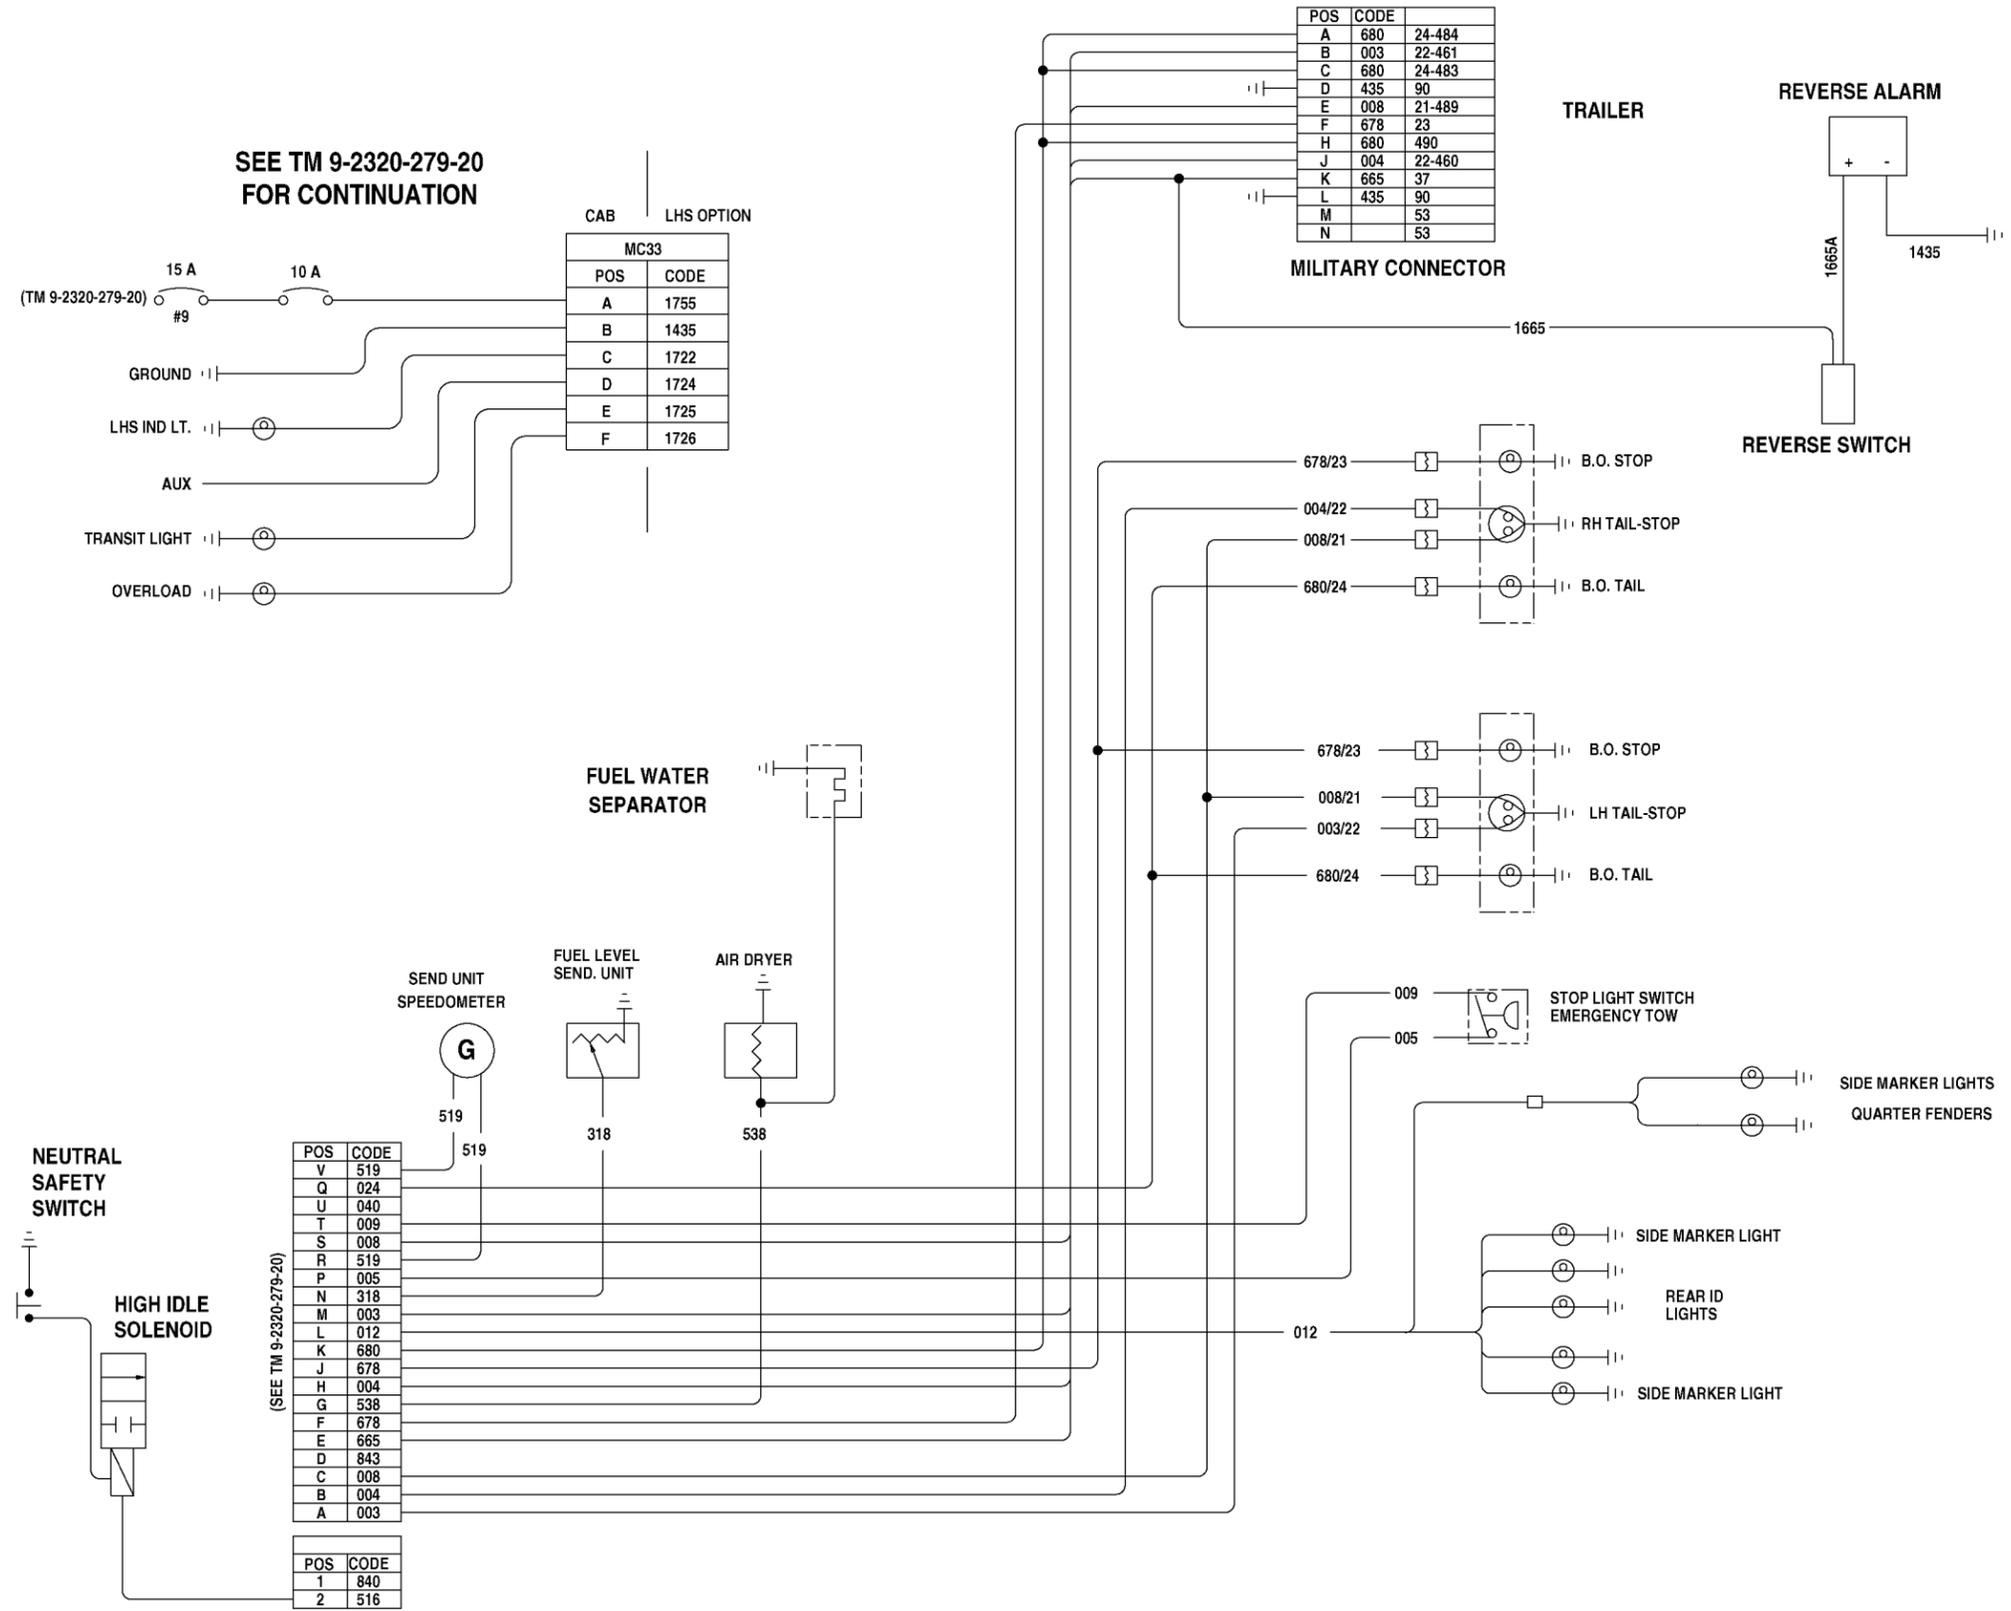 POS CODE
A 680 24-484
B 003 22-461
C 680 24-483
D 435 90
E 008 21-489
F 678 23
H 680 490
J 004 22-460
K 665 37
L 435 90
M 53
N 53
MILITARY CONNECTOR
TRAILER
REVERSE ALARM
+ -
1665A
1435
1665
REVERSE SWITCH
SEE TM 9-2320-279-20
FOR CONTINUATION
CAB
LHS OPTION
MC33
POS CODE
A 1755
B 1435
C 1722
D 1724
E 1725
F 1726
15 A
10 A
(TM 9-2320-279-20)
#9
GROUND
LHS IND LT.
AUX
TRANSIT LIGHT
OVERLOAD
678/23
B.O. STOP
004/22
RH TAIL-STOP
008/21
680/24
B.O. TAIL
678/23
B.O. STOP
008/21
LH TAIL-STOP
003/22
680/24
B.O. TAIL
FUEL WATER
SEPARATOR
SEND UNIT
SPEEDOMETER
G
519
519
FUEL LEVEL
SEND. UNIT
318
AIR DRYER
538
009
005
STOP LIGHT SWITCH
EMERGENCY TOW
SIDE MARKER LIGHTS
QUARTER FENDERS
012
SIDE MARKER LIGHT
REAR ID
LIGHTS
SIDE MARKER LIGHT
NEUTRAL
SAFETY
SWITCH
HIGH IDLE
SOLENOID
(SEE TM 9-2320-279-20)
POS CODE
V 519
Q 024
U 040
T 009
S 008
R 519
P 005
N 318
M 003
L 012
K 680
J 678
H 004
G 538
F 678
E 665
D 843
C 008
B 004
A 003
POS CODE
1 840
2 516